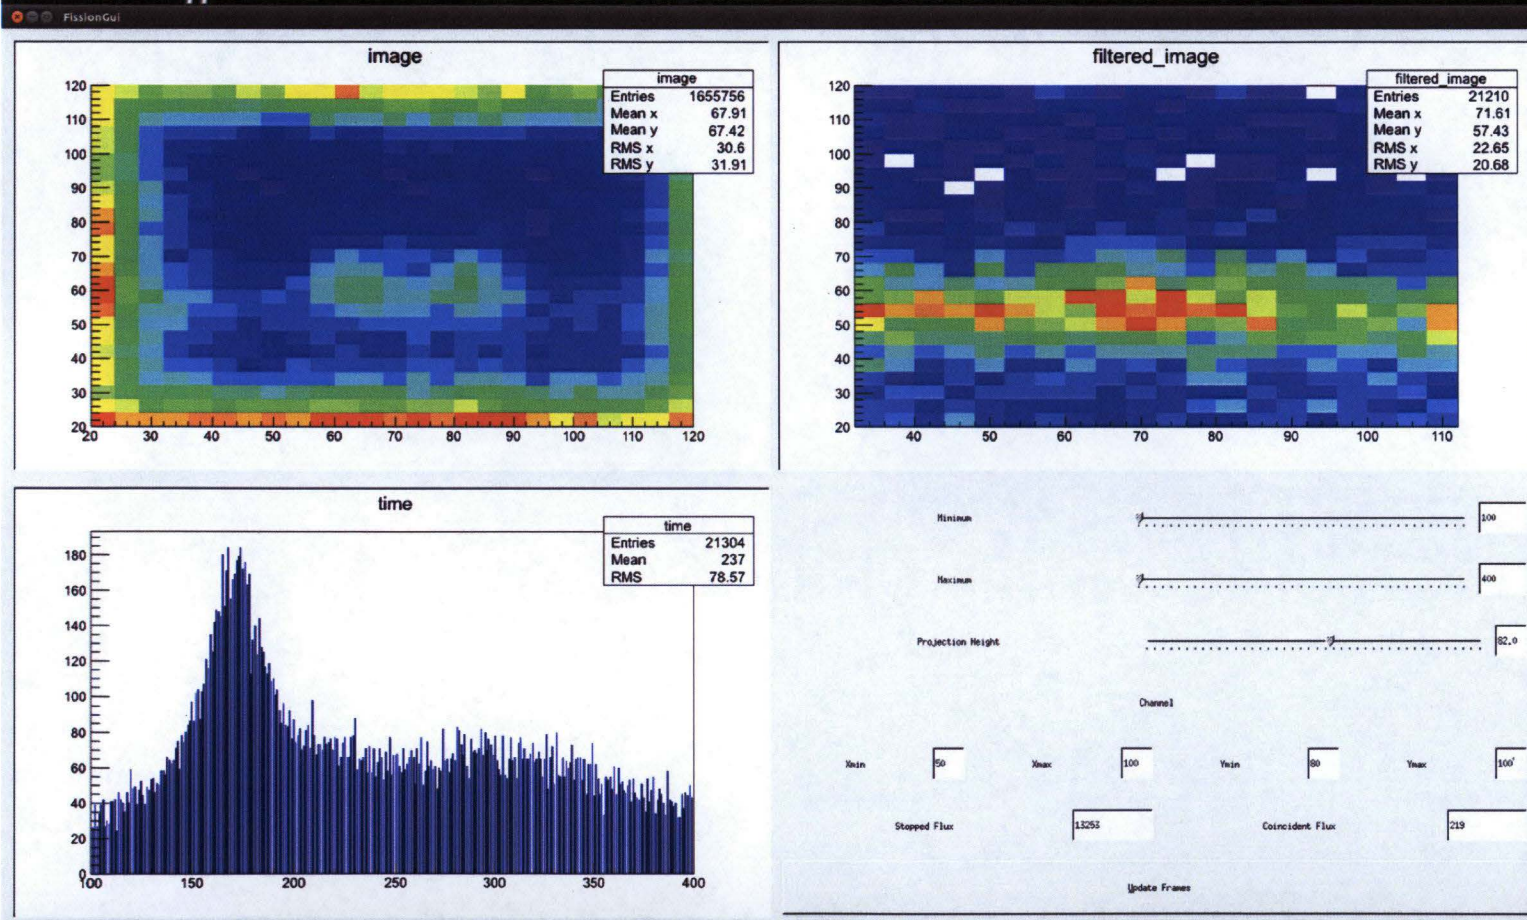 FissionGui
image
image
Entries 1655756
Mean x 67.91
Mean y 67.42
RMS x 30.6
RMS y 31.91
120
110
100
90
80
70
60
50
40
30
20
20 30 40 50 60 70 80 90 100 110 120
filtered_image
filtered_image
Entries 21210
Mean x 71.61
Mean y 57.43
RMS x 22.65
RMS y 20.68
120
110
100
90
80
70
60
50
40
30
20
40 50 60 70 80 90 100 110
time
time
Entries 21304
Mean 237
RMS 78.57
180
160
140
120
100
80
60
40
20
0
100 150 200 250 300 350 400
Minimum 100
Maximum 400
Projection Height 82.0
Channel
Xmin 50 Xmax 100 Ymin 80 Ymax 100
Stopped Flux 13253 Coincident Flux 219
Update Frames